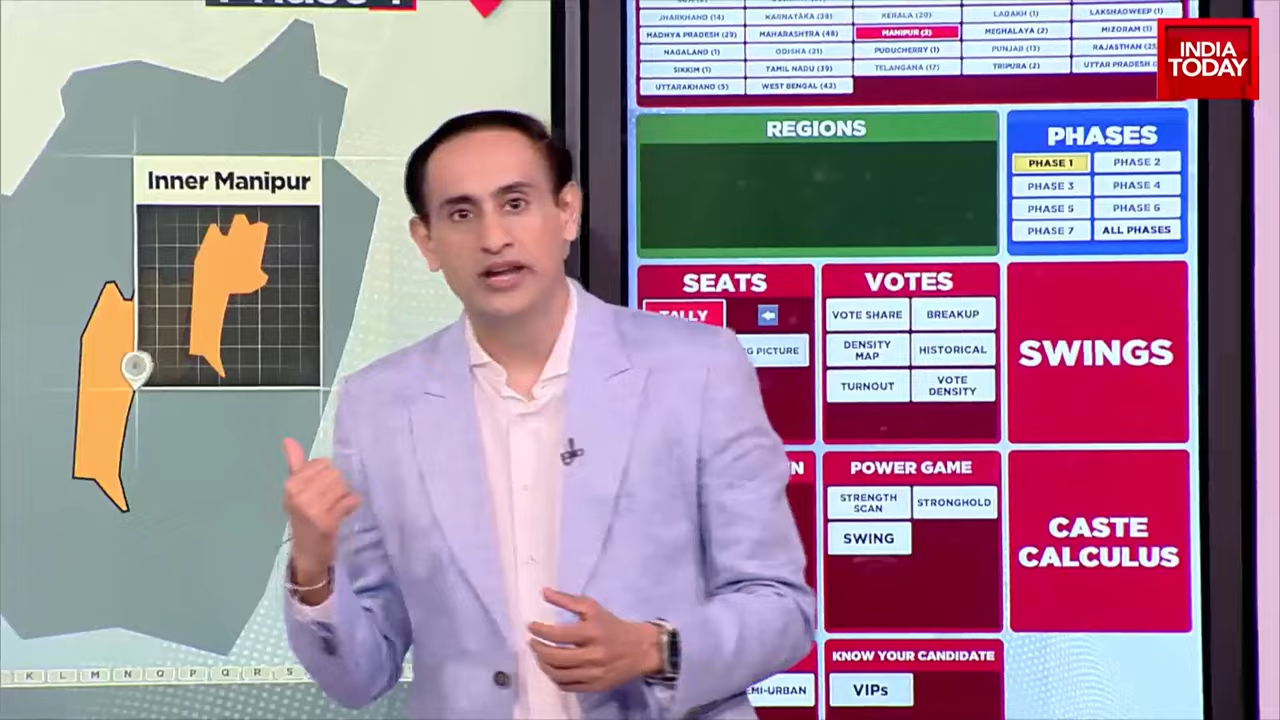 JHARKHAND (14) KARNATAKA (28) KERALA (20) LADAKH (1) LAKSHADWEEP (1)
MADHYA PRADESH (29) MAHARASHTRA (48) MANIPUR (2) MEGHALAYA (2) MIZORAM (1)
NAGALAND (1) ODISHA (21) PUDUCHERRY (1) PUNJAB (13) RAJASTHAN (25
SIKKIM (1) TAMIL NADU (39) TELANGANA (17) TRIPURA (2) UTTAR PRADESH
UTTARAKHAND (5) WEST BENGAL (42)
INDIA
TODAY
Inner Manipur
REGIONS
PHASES
PHASE 1 PHASE 2
PHASE 3 PHASE 4
PHASE 5 PHASE 6
PHASE 7 ALL PHASES
SEATS
TALLY
PICTURE
VOTES
VOTE SHARE BREAKUP
DENSITY
MAP
HISTORICAL
TURNOUT
VOTE
DENSITY
SWINGS
POWER GAME
STRENGTH
SCAN
STRONGHOLD
SWING
CASTE
CALCULUS
KNOW YOUR CANDIDATE
VIPs
K L M N O P Q R S